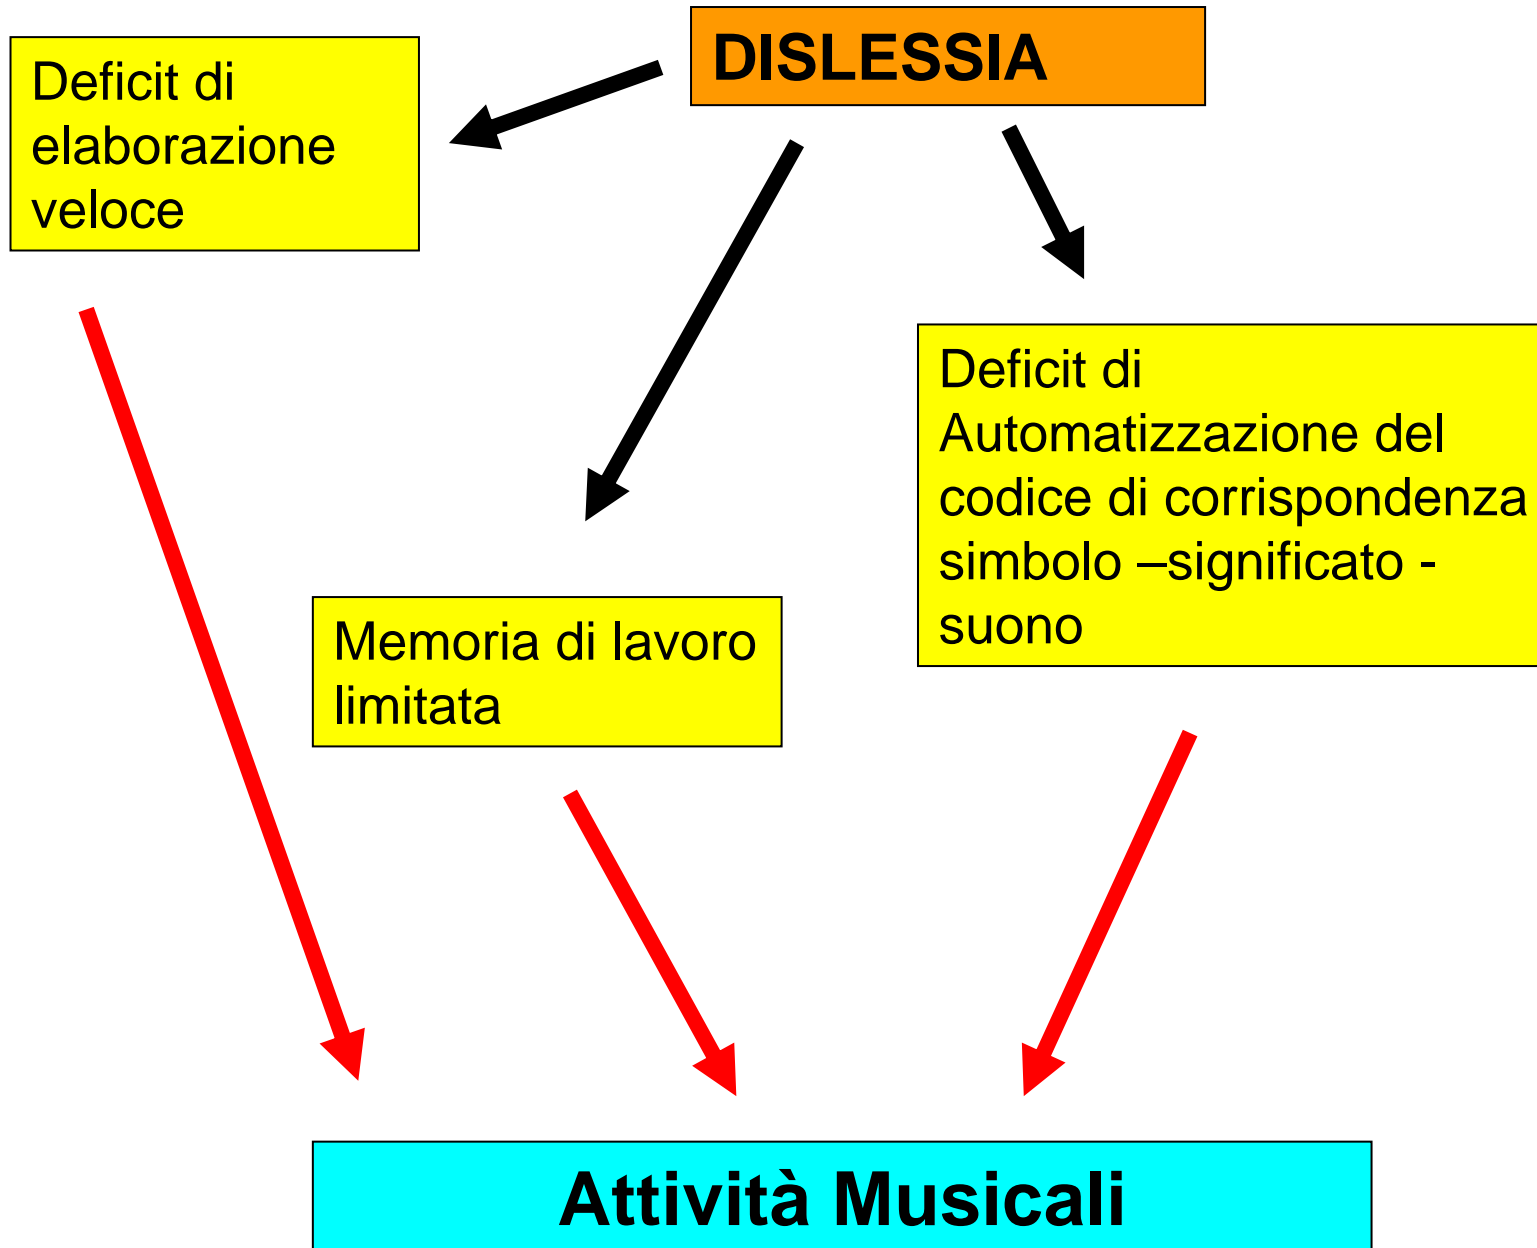 DISLESSIA
Deficit di
elaborazione
veloce
Deficit di
Automatizzazione del
codice di corrispondenza
simbolo –significato -
suono
Memoria di lavoro
limitata
Attività Musicali